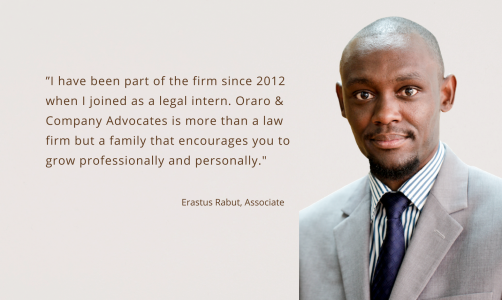 "I have been part of the firm since 2012
when I joined as a legal intern. Oraro &
Company Advocates is more than a law
firm but a family that encourages you to
grow professionally and personally."
Erastus Rabut, Associate